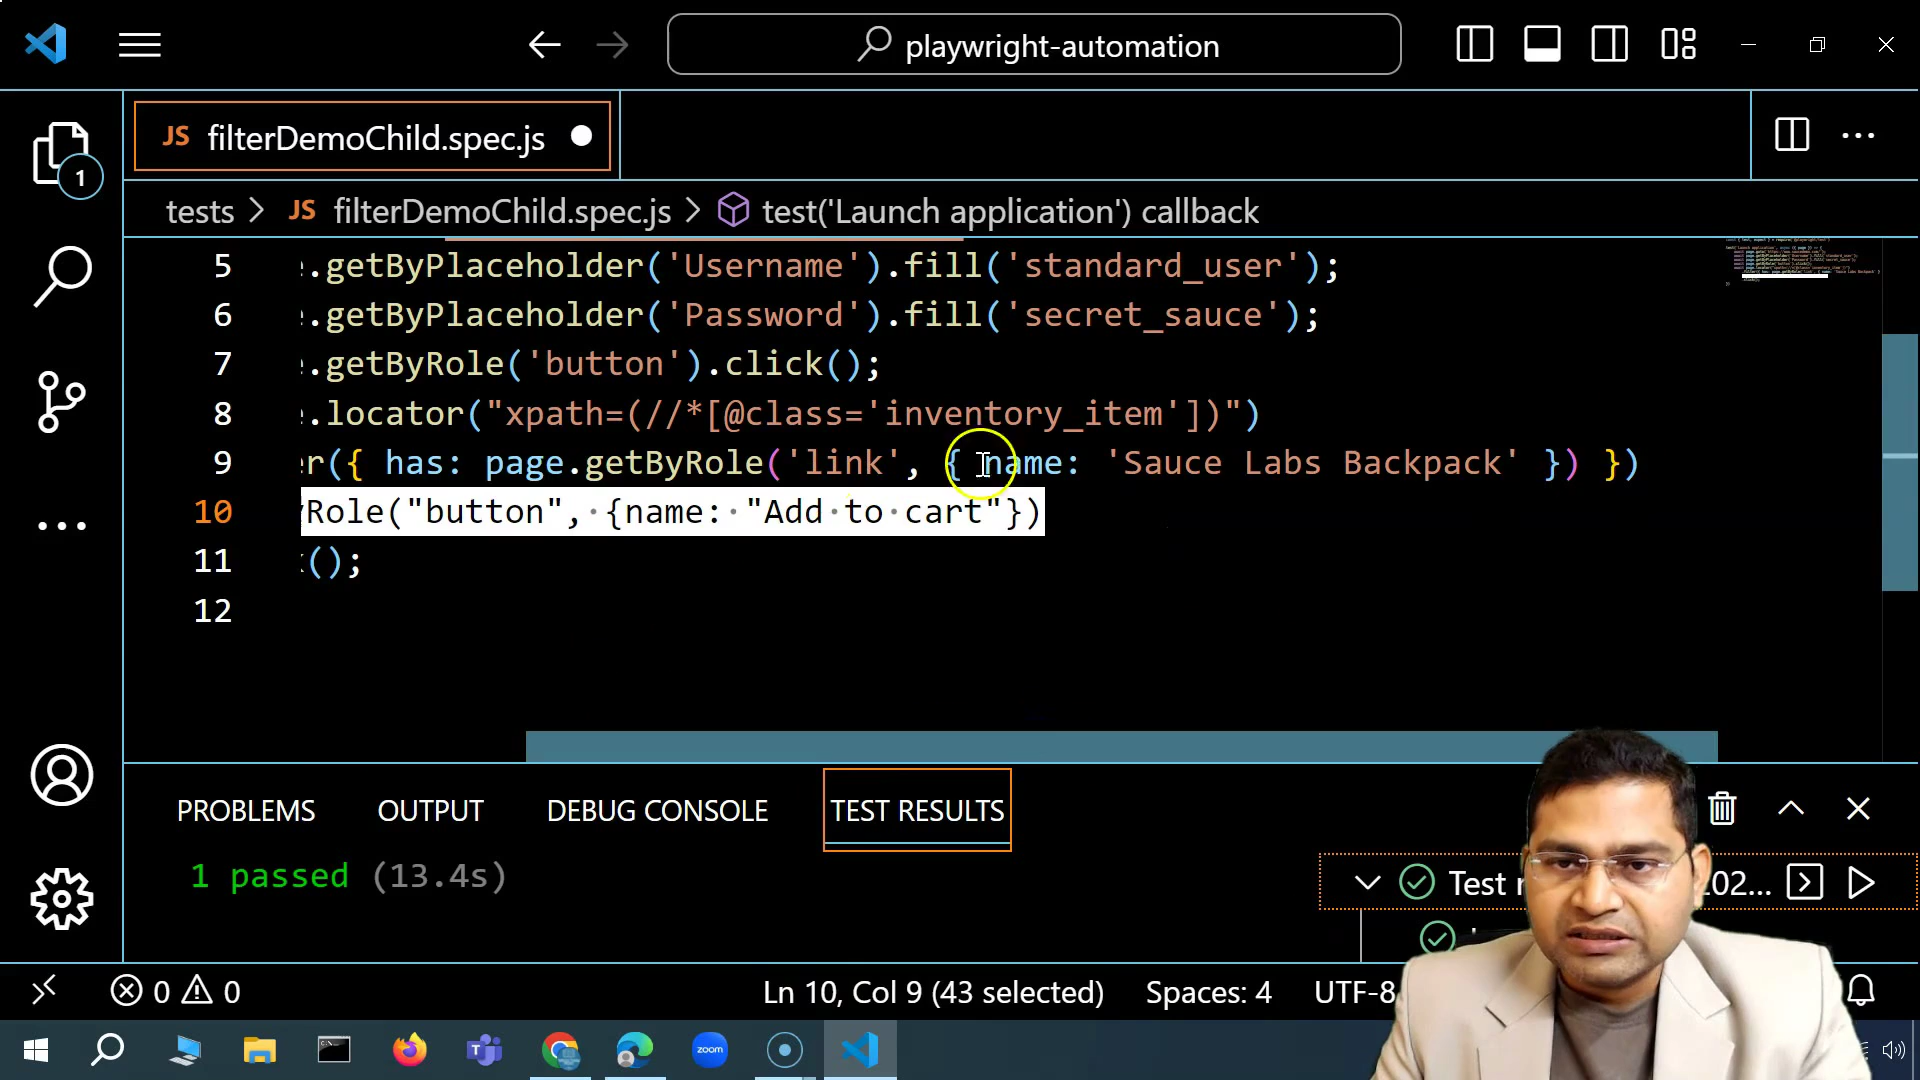 playwright-automation
JS filterDemoChild.spec.js
1
tests > JS filterDemoChild.spec.js > test('Launch application') callback
5 .getByPlaceholder('Username').fill('standard_user');
6 .getByPlaceholder('Password').fill('secret_sauce');
7 .getByRole('button').click();
8 .locator("xpath=(//*[@class='inventory_item'])")
9 er({ has: page.getByRole('link', { name: 'Sauce Labs Backpack' }) })
10 Role("button", {name: "Add to cart"})
11 ();
12
PROBLEMS OUTPUT DEBUG CONSOLE TEST RESULTS
1 passed (13.4s)
Test r 202...
0 0 Ln 10, Col 9 (43 selected) Spaces: 4 UTF-8
zoom